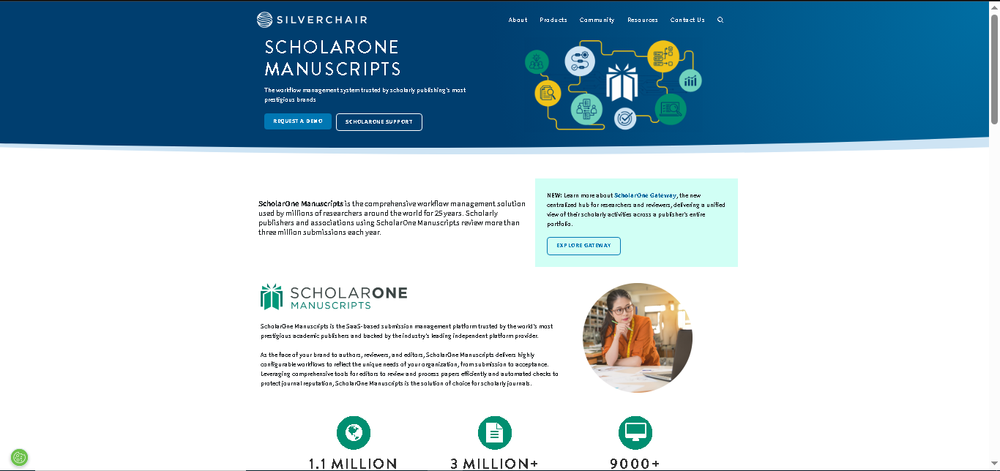 SILVERCHAIR
About Products Community Resources Contact Us
SCHOLARONE
MANUSCRIPTS
The workflow management system trusted by scholarly publishing's most
prestigious brands
REQUEST A DEMO SCHOLARONE SUPPORT
ScholarOne Manuscripts is the comprehensive workflow management solution
used by millions of researchers around the world for 25 years. Scholarly
publishers and associations using ScholarOne Manuscripts review more than
three million submissions each year.
NEW: Learn more about ScholarOne Gateway, the new
centralized hub for researchers and reviewers, delivering a unified
view of their scholarly activities across a publisher's entire
portfolio.
EXPLORE GATEWAY
SCHOLARONE
MANUSCRIPTS
ScholarOne Manuscripts is the SaaS-based submission management platform trusted by the world's most
prestigious academic publishers and backed by the industry's leading independent platform provider.
As the face of your brand to authors, reviewers, and editors, ScholarOne Manuscripts delivers highly
configurable workflows to reflect the unique needs of your organization, from submission to acceptance.
Leveraging comprehensive tools for editors to review and process papers efficiently and automated checks to
protect journal reputation, ScholarOne Manuscripts is the solution of choice for scholarly journals.
1.1 MILLION 3 MILLION+ 9000+